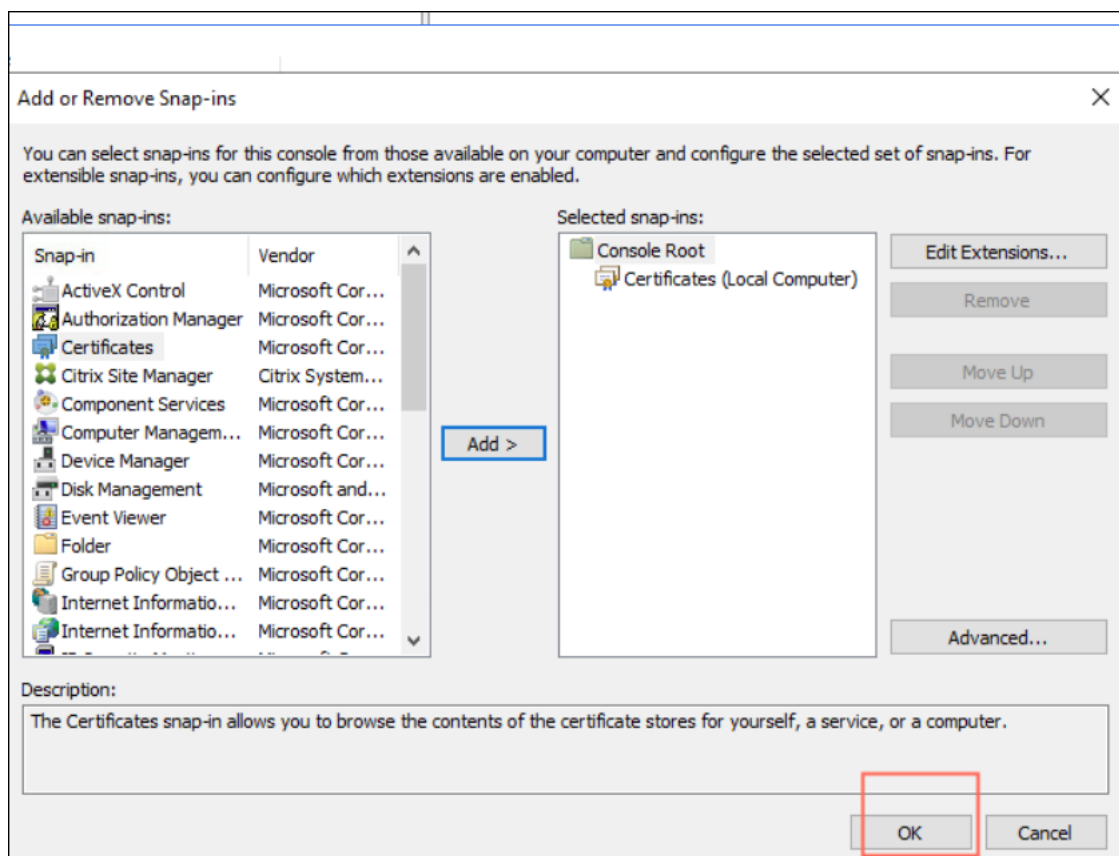 Add or Remove Snap-ins
You can select snap-ins for this console from those available on your computer and configure the selected set of snap-ins. For
extensible snap-ins, you can configure which extensions are enabled.
Available snap-ins:
Snap-in Vendor
ActiveX Control Microsoft Cor...
Authorization Manager Microsoft Cor...
Certificates Microsoft Cor...
Citrix Site Manager Citrix System...
Component Services Microsoft Cor...
Computer Managem... Microsoft Cor...
Device Manager Microsoft Cor...
Disk Management Microsoft and...
Event Viewer Microsoft Cor...
Folder Microsoft Cor...
Group Policy Object ... Microsoft Cor...
Internet Informatio... Microsoft Cor...
Internet Informatio... Microsoft Cor...
Add >
Selected snap-ins:
Console Root
Certificates (Local Computer)
Edit Extensions...
Remove
Move Up
Move Down
Advanced...
Description:
The Certificates snap-in allows you to browse the contents of the certificate stores for yourself, a service, or a computer.
OK
Cancel